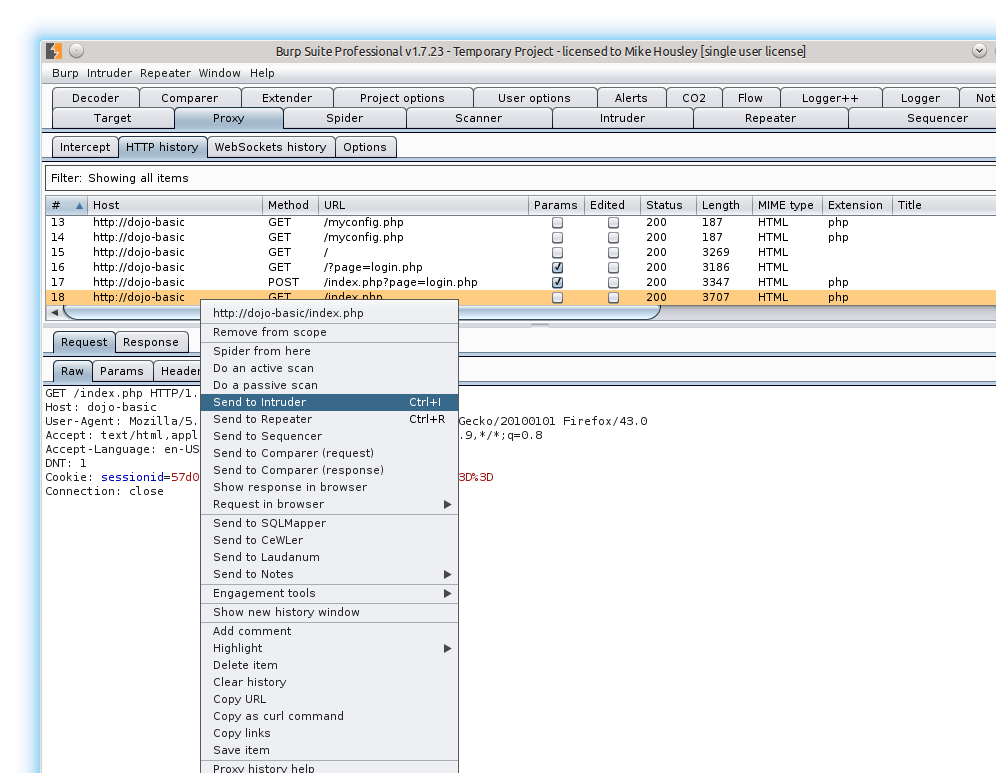 Burp Suite Professional v1.7.23 - Temporary Project - licensed to Mike Housley [single user license]
Burp Intruder Repeater Window Help
Decoder Comparer Extender Project options User options Alerts CO2 Flow Logger++ Logger Not
Target Proxy Spider Scanner Intruder Repeater Sequencer
Intercept HTTP history WebSockets history Options
Filter: Showing all items
# Host Method URL Params Edited Status Length MIME type Extension Title
13 http://dojo-basic GET /myconfig.php 200 187 HTML php
14 http://dojo-basic GET /myconfig.php 200 187 HTML php
15 http://dojo-basic GET / 200 3269 HTML
16 http://dojo-basic GET /?page=login.php 200 3186 HTML
17 http://dojo-basic POST /index.php?page=login.php 200 3347 HTML php
18 http://dojo-basic GET /index.php 200 3707 HTML php
Request Response
Raw Params Header
GET /index.php HTTP/1.
Host: dojo-basic
User-Agent: Mozilla/5. Gecko/20100101 Firefox/43.0
Accept: text/html,appl .9,*/*;q=0.8
Accept-Language: en-US
DNT: 1
Cookie: sessionid=57d0 3D%3D
Connection: close
http://dojo-basic/index.php
Remove from scope
Spider from here
Do an active scan
Do a passive scan
Send to Intruder Ctrl+I
Send to Repeater Ctrl+R
Send to Sequencer
Send to Comparer (request)
Send to Comparer (response)
Show response in browser
Request in browser
Send to SQLMapper
Send to CeWLer
Send to Laudanum
Send to Notes
Engagement tools
Show new history window
Add comment
Highlight
Delete item
Clear history
Copy URL
Copy as curl command
Copy links
Save item
Proxy history help